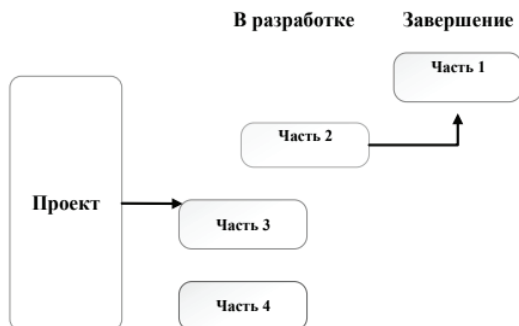 В разработке Завершение
Часть 1
Часть 2
Проект
Часть 3
Часть 4